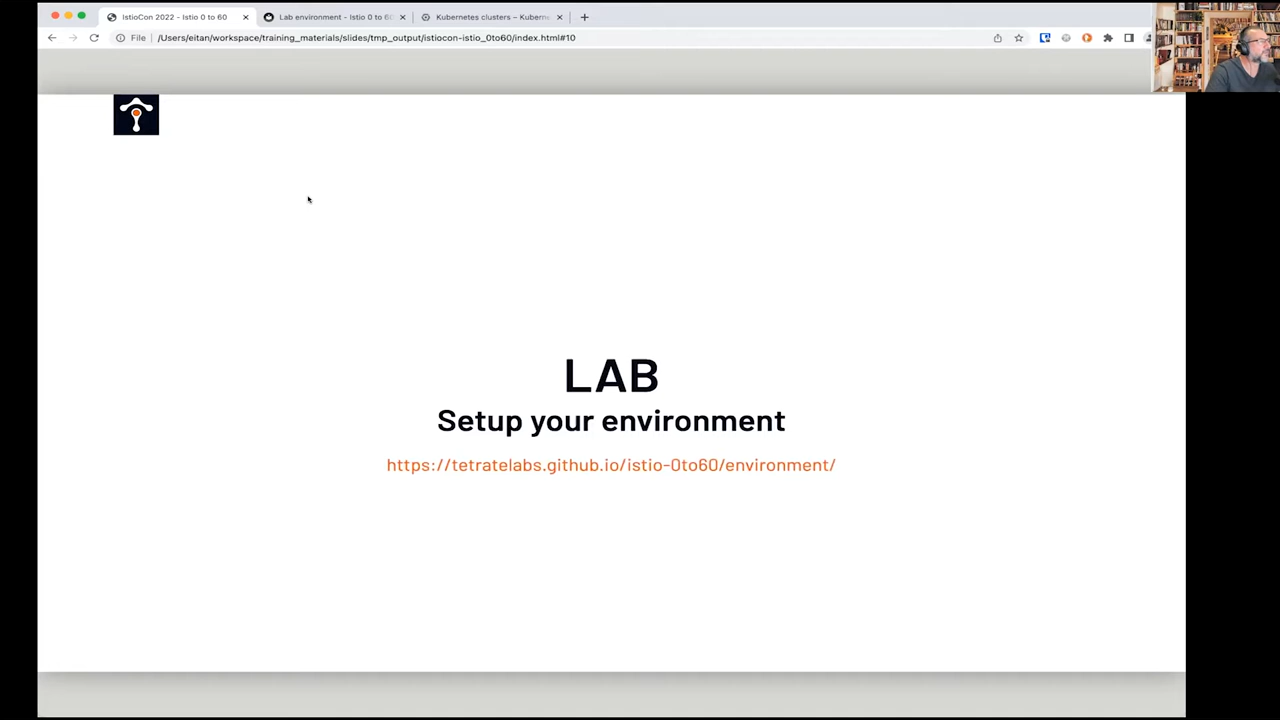 IstioCon 2022 - Istio 0 to 60
Lab environment - Istio 0 to 60
Kubernetes clusters – Kubern
File
/Users/eitan/workspace/training_materials/slides/tmp_output/istiocon-istio_0to60/index.html#10
LAB
Setup your environment
https://tetratelabs.github.io/istio-0to60/environment/